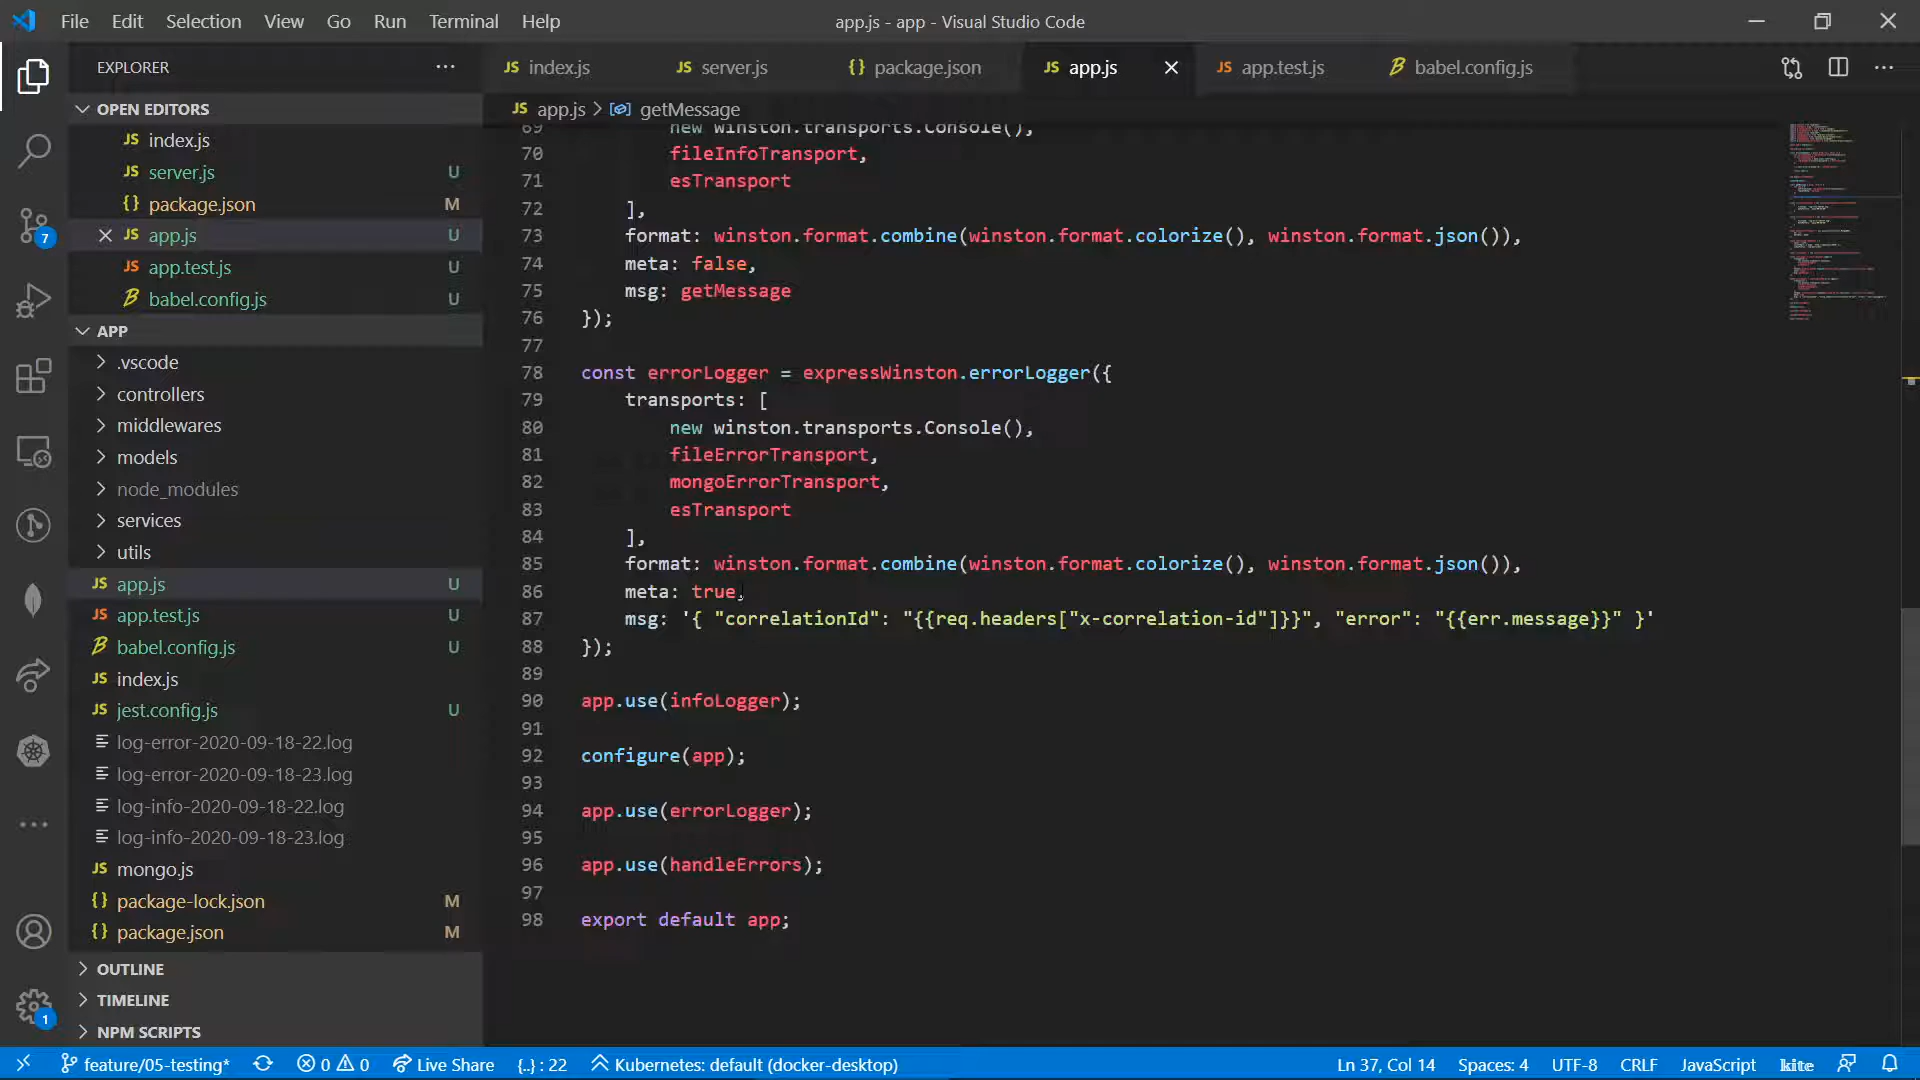 File Edit Selection View Go Run Terminal Help
app.js - app - Visual Studio Code
EXPLORER
JS index.js
JS server.js
{} package.json
JS app.js
JS app.test.js
babel.config.js
OPEN EDITORS
JS index.js
JS server.js U
{} package.json M
JS app.js U
JS app.test.js U
babel.config.js U
APP
.vscode
controllers
middlewares
models
node_modules
services
utils
JS app.js U
JS app.test.js U
babel.config.js U
JS index.js
JS jest.config.js U
log-error-2020-09-18-22.log
log-error-2020-09-18-23.log
log-info-2020-09-18-22.log
log-info-2020-09-18-23.log
JS mongo.js
{} package-lock.json M
{} package.json M
OUTLINE
TIMELINE
NPM SCRIPTS
7
1
JS app.js > getMessage
69 new winston.transports.Console(),
70 fileInfoTransport,
71 esTransport
72 ],
73 format: winston.format.combine(winston.format.colorize(), winston.format.json()),
74 meta: false,
75 msg: getMessage
76 });
77
78 const errorLogger = expressWinston.errorLogger({
79 transports: [
80 new winston.transports.Console(),
81 fileErrorTransport,
82 mongoErrorTransport,
83 esTransport
84 ],
85 format: winston.format.combine(winston.format.colorize(), winston.format.json()),
86 meta: true,
87 msg: '{ "correlationId": "{{req.headers["x-correlation-id"]}}", "error": "{{err.message}}" }'
88 });
89
90 app.use(infoLogger);
91
92 configure(app);
93
94 app.use(errorLogger);
95
96 app.use(handleErrors);
97
98 export default app;
feature/05-testing* 0 0 Live Share {..} : 22 Kubernetes: default (docker-desktop) Ln 37, Col 14 Spaces: 4 UTF-8 CRLF JavaScript kite